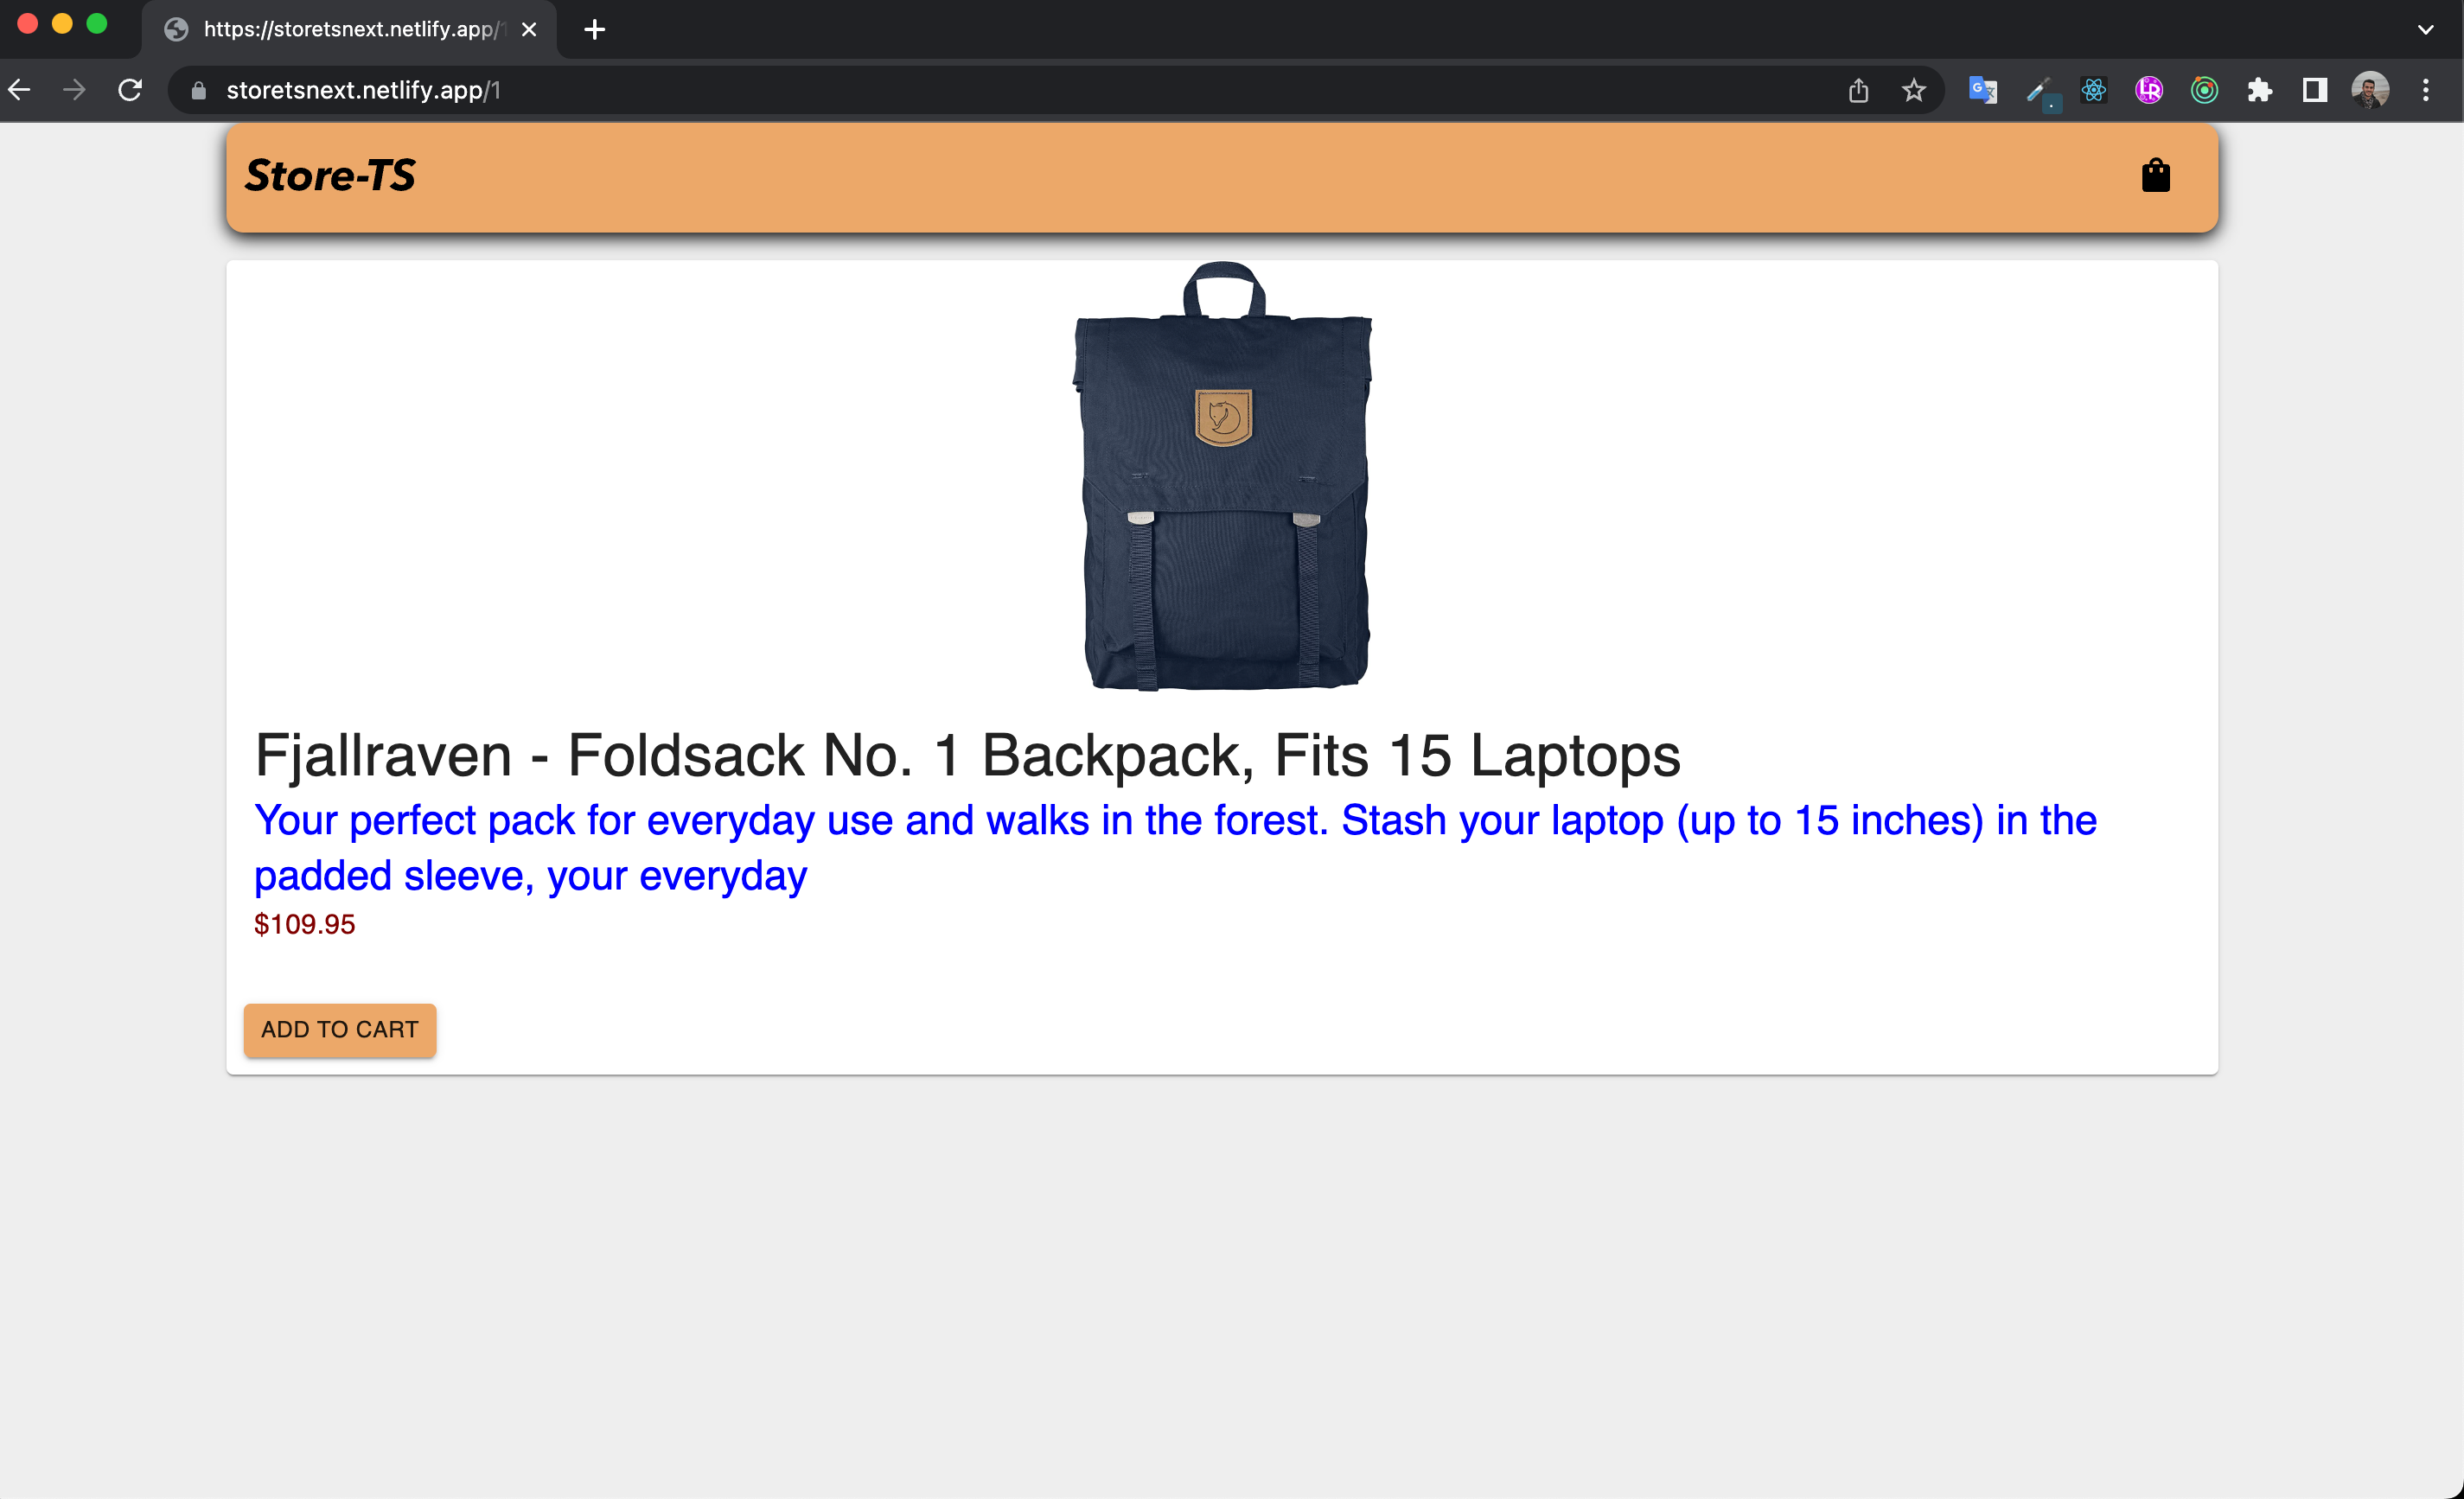 https://storetsnext.netlify.app/1
storetsnext.netlify.app/1
Store-TS
Fjallraven - Foldsack No. 1 Backpack, Fits 15 Laptops
Your perfect pack for everyday use and walks in the forest. Stash your laptop (up to 15 inches) in the
padded sleeve, your everyday
$109.95
ADD TO CART